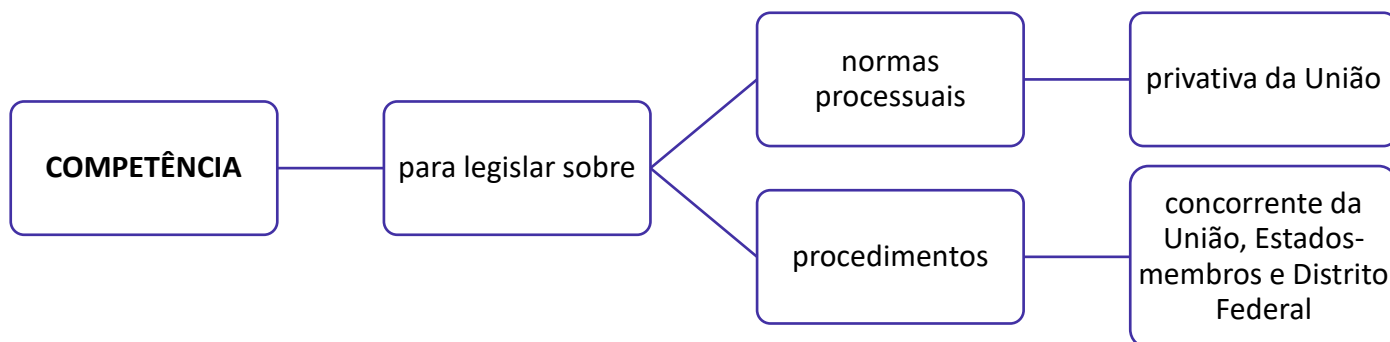 COMPETÊNCIA
para legislar sobre
normas
processuais
privativa da União
procedimentos
concorrente da
União, Estados-
membros e Distrito
Federal